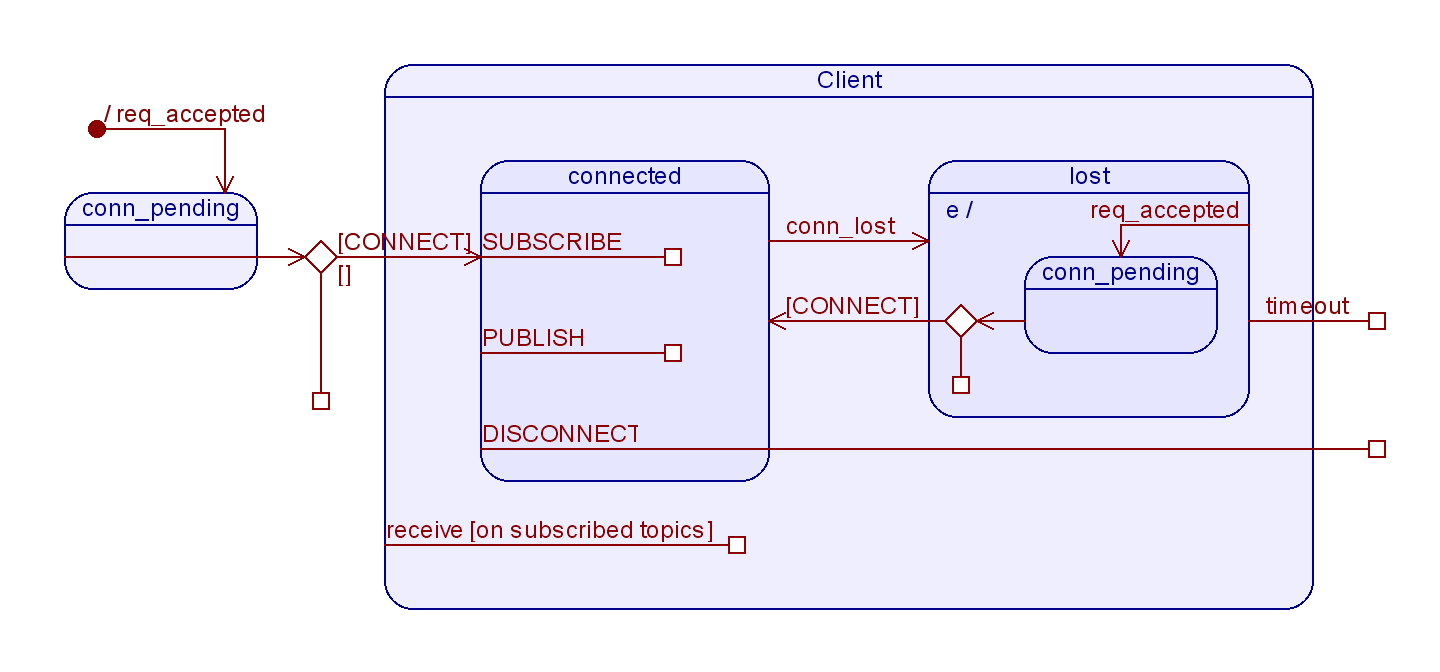 Client
/ req_accepted
connected
lost
conn_pending
e /
req_accepted
conn_lost
[CONNECT]
SUBSCRIBE
[]
conn_pending
[CONNECT]
timeout
PUBLISH
DISCONNECT
receive [on subscribed topics]